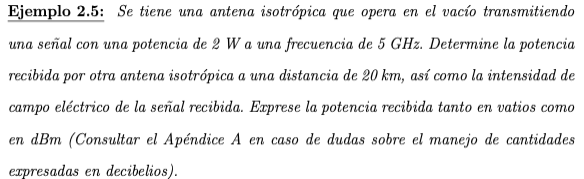 Ejemplo 2.5: Se tiene una antena isotrópica que opera en el vacío transmitiendo
una señal con una potencia de 2 W a una frecuencia de 5 GHz. Determine la potencia
recibida por otra antena isotrópica a una distancia de 20 km, así como la intensidad de
campo eléctrico de la señal recibida. Exprese la potencia recibida tanto en vatios como
en dBm (Consultar el Apéndice A en caso de dudas sobre el manejo de cantidades
expresadas en decibelios).